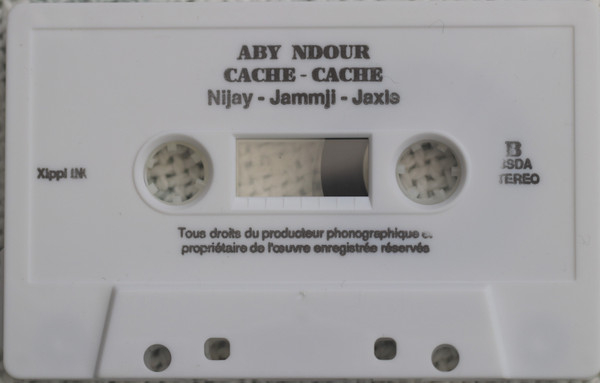 ABY NDOUR
CACHE - CACHE
Nijay - Jammji - Jaxle
Xippi INK
B
BSDA
STEREO
Tous droits du producteur phonographique et
propriétaire de l'œuvre enregistrée réservés